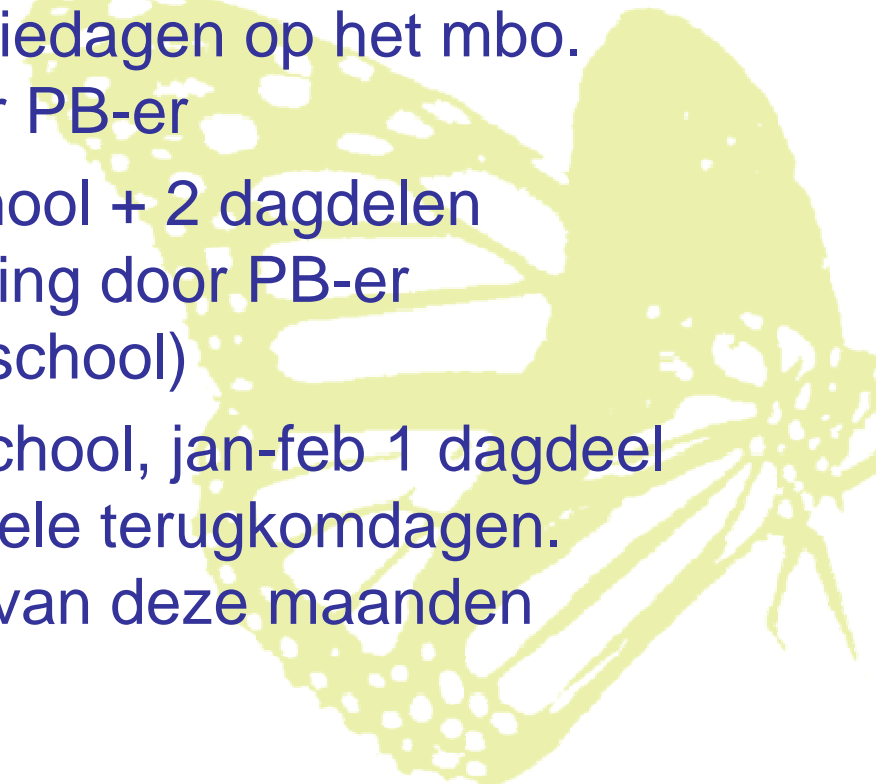 iedagen op het mbo.
r PB-er
hool + 2 dagdelen
ing door PB-er
school)
chool, jan-feb 1 dagdeel
ele terugkomdagen.
van deze maanden